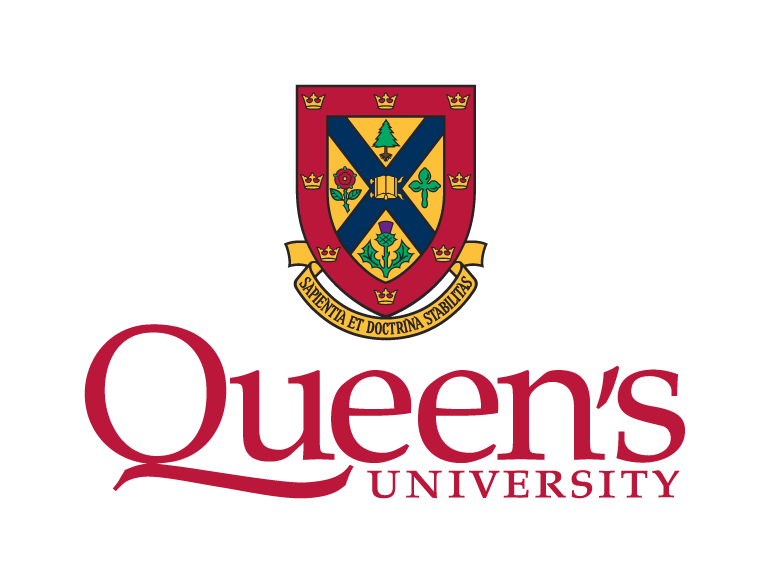 SAPIENTIA ET DOCTRINA STABILITAS
Queen's
UNIVERSITY